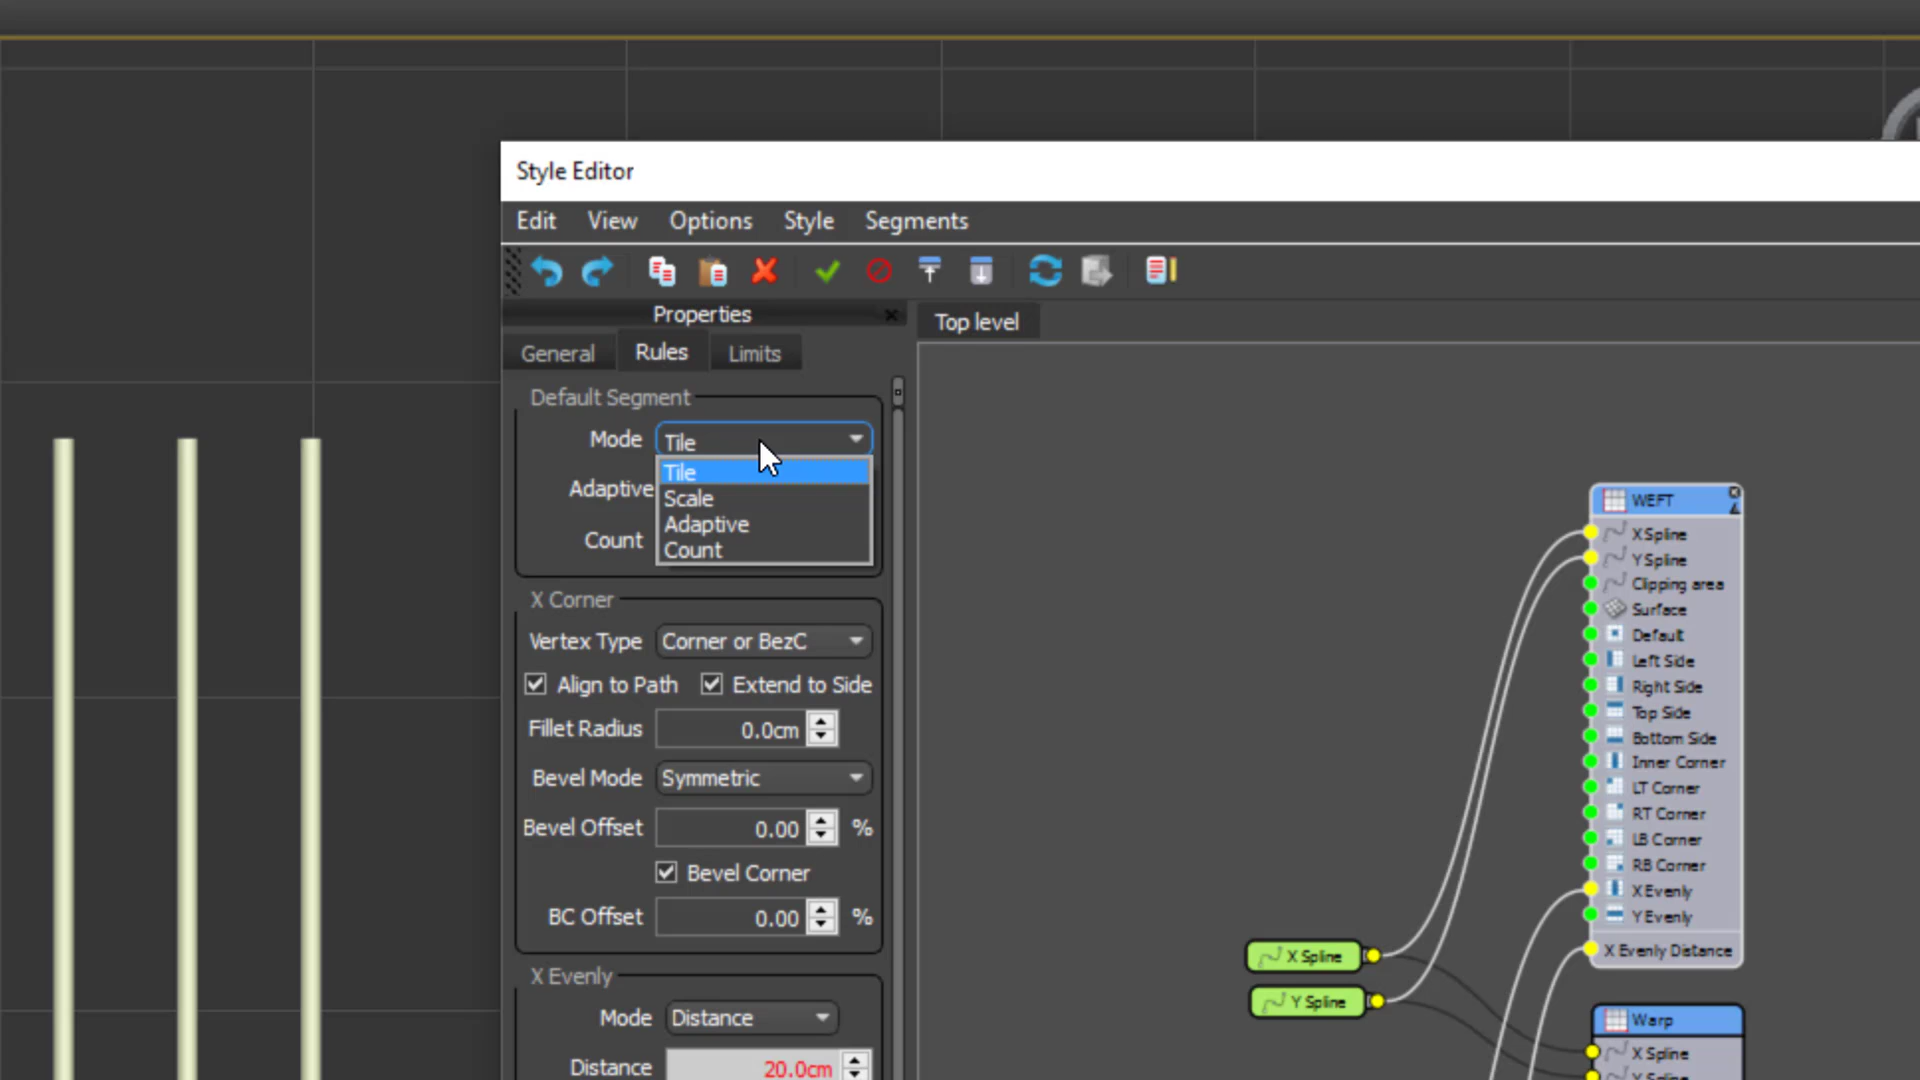 Style Editor
Edit View Options Style Segments
Properties
General Rules Limits
Default Segment
Mode Tile
Tile
Scale
Adaptive
Count
Adaptive
Count
X Corner
Vertex Type Corner or BezC
Align to Path Extend to Side
Fillet Radius 0.0cm
Bevel Mode Symmetric
Bevel Offset 0.00 %
Bevel Corner
BC Offset 0.00 %
X Evenly
Mode Distance
Distance 20.0cm
Top level
WEFT
X Spline
Y Spline
Clipping area
Surface
Default
Left Side
Right Side
Top Side
Bottom Side
Inner Corner
LT Corner
RT Corner
LB Corner
RB Corner
X Evenly
Y Evenly
X Evenly Distance
X Spline
Y Spline
Warp
X Spline
Y Spline